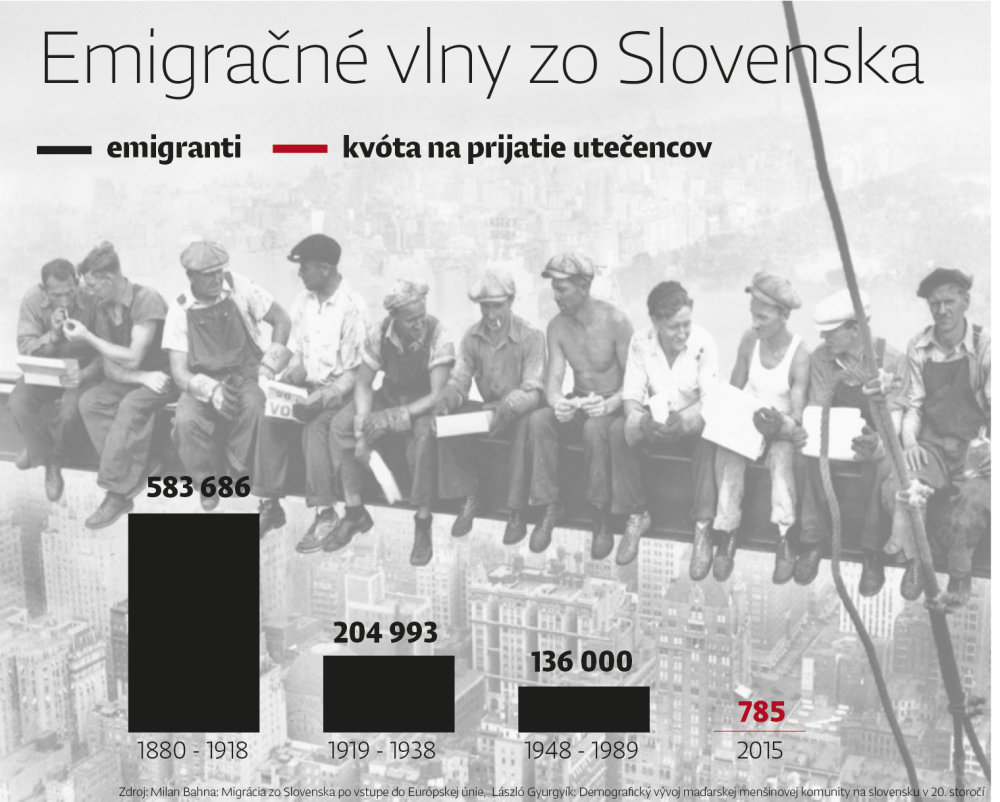 Emigračné vlny zo Slovenska
emigranti kvóta na prijatie utečencov
VO
583 686
204 993
136 000
785
1880 - 1918
1919 - 1938
1948 - 1989
2015
Zdroj: Milan Bahna: Migrácia zo Slovenska po vstupe do Európskej únie, László Gyurgyík: Demografický vývoj maďarskej menšinovej komunity na slovensku v 20. storočí